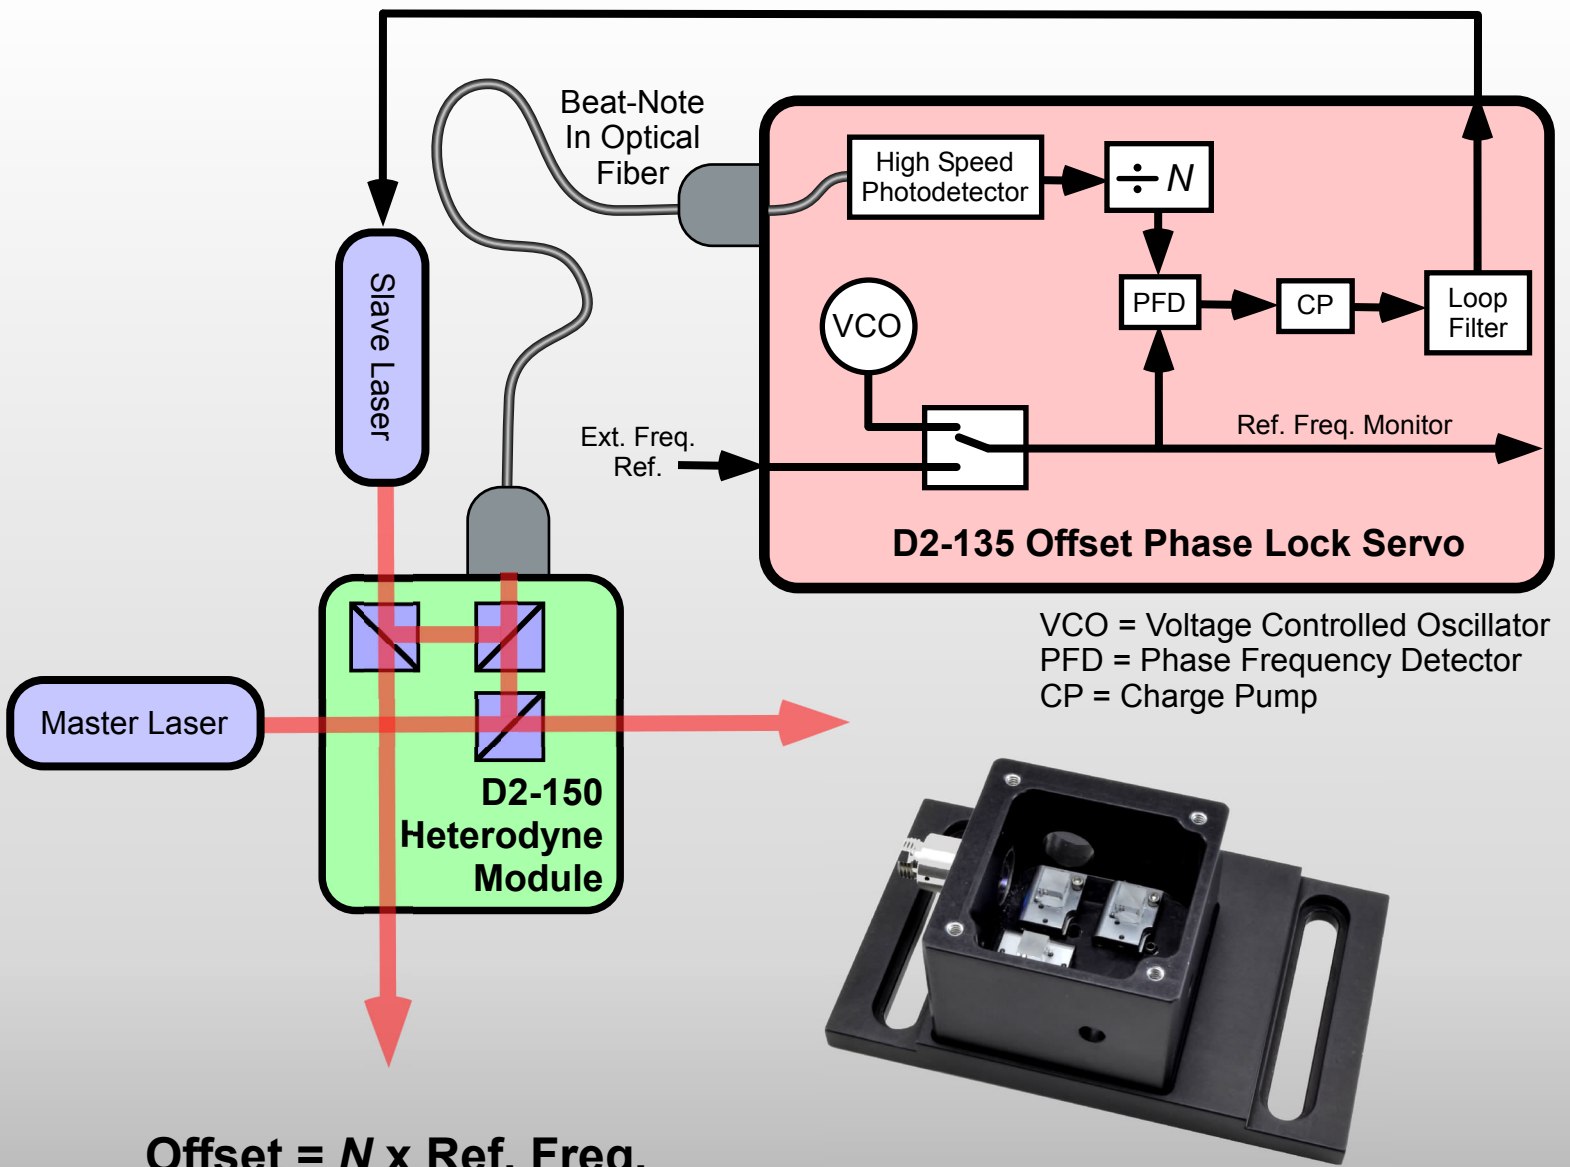 Beat-Note
In Optical
Fiber
High Speed
Photodetector
÷ N
Slave Laser
VCO
PFD
CP
Loop
Filter
Ext. Freq.
Ref.
Ref. Freq. Monitor
D2-135 Offset Phase Lock Servo
VCO = Voltage Controlled Oscillator
PFD = Phase Frequency Detector
CP = Charge Pump
Master Laser
D2-150
Heterodyne
Module
Offset = N x Ref. Freq.